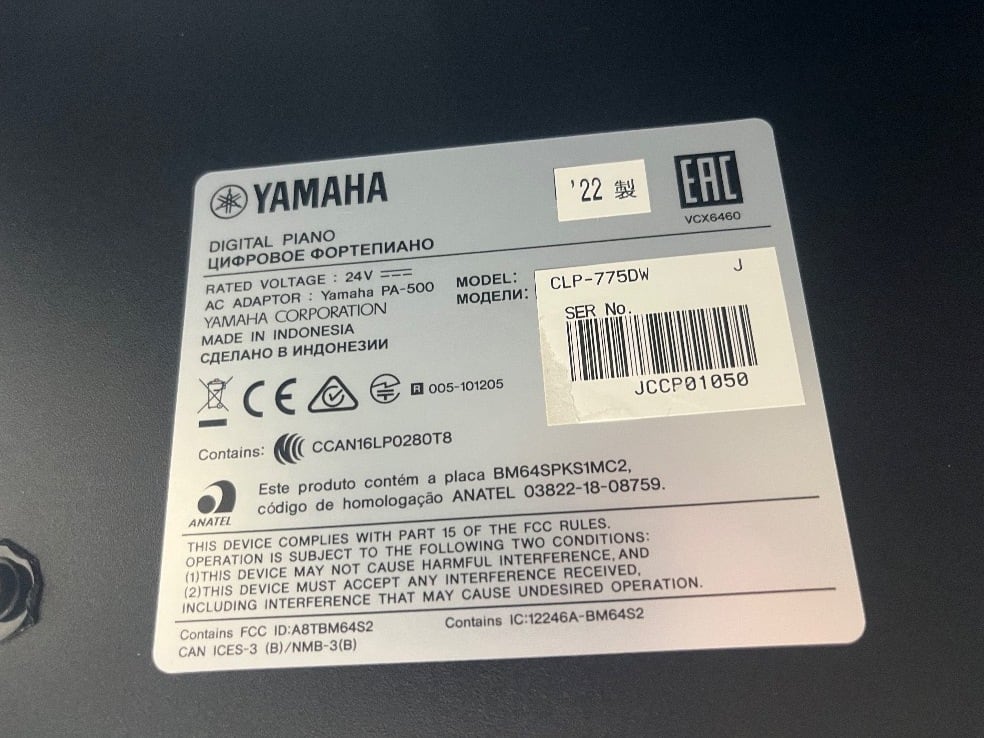 YAMAHA
'22 製
EAC
VCX6460
DIGITAL PIANO
ЦИФРОВОЕ ФОРТЕПИАНО
RATED VOLTAGE : 24V
AC ADAPTOR : Yamaha PA-500
YAMAHA CORPORATION
MADE IN INDONESIA
СДЕЛАНО В ИНДОНЕЗИИ
MODEL:
МОДЕЛИ:
CLP-775DW J
SER No.
JCCP01050
CE
R 005-101205
Contains: CCAN16LP0280T8
ANATEL
Este produto contém a placa BM64SPKS1MC2,
código de homologação ANATEL 03822-18-08759.
THIS DEVICE COMPLIES WITH PART 15 OF THE FCC RULES.
OPERATION IS SUBJECT TO THE FOLLOWING TWO CONDITIONS:
(1)THIS DEVICE MAY NOT CAUSE HARMFUL INTERFERENCE, AND
(2)THIS DEVICE MUST ACCEPT ANY INTERFERENCE RECEIVED,
INCLUDING INTERFERENCE THAT MAY CAUSE UNDESIRED OPERATION.
Contains FCC ID:A8TBM64S2 Contains IC:12246A-BM64S2
CAN ICES-3 (B)/NMB-3(B)